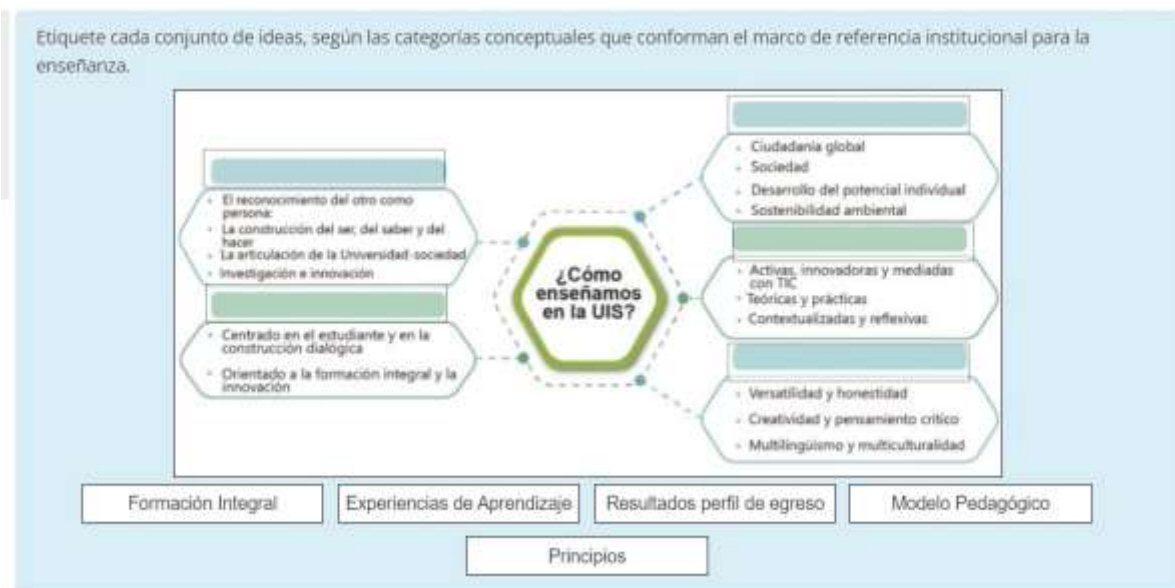 Etiquete cada conjunto de ideas, según las categorías conceptuales que conforman el marco de referencia institucional para la
enseñanza.
El reconocimiento del otro como
persona:
La construcción del ser, del saber y del
hacer
La articulación de la Universidad-sociedad
Investigación e innovación
Centrado en el estudiante y en la
construcción dialógica
Orientado a la formación integral y la
innovación
¿Cómo
enseñamos
en la UIS?
Ciudadanía global
Sociedad
Desarrollo del potencial individual
Sostenibilidad ambiental
Activas, innovadoras y mediadas
con TIC
Teóricas y prácticas
Contextualizadas y reflexivas
Versatilidad y honestidad
Creatividad y pensamiento crítico
Multilingüismo y multiculturalidad
Formación Integral
Experiencias de Aprendizaje
Resultados perfil de egreso
Modelo Pedagógico
Principios